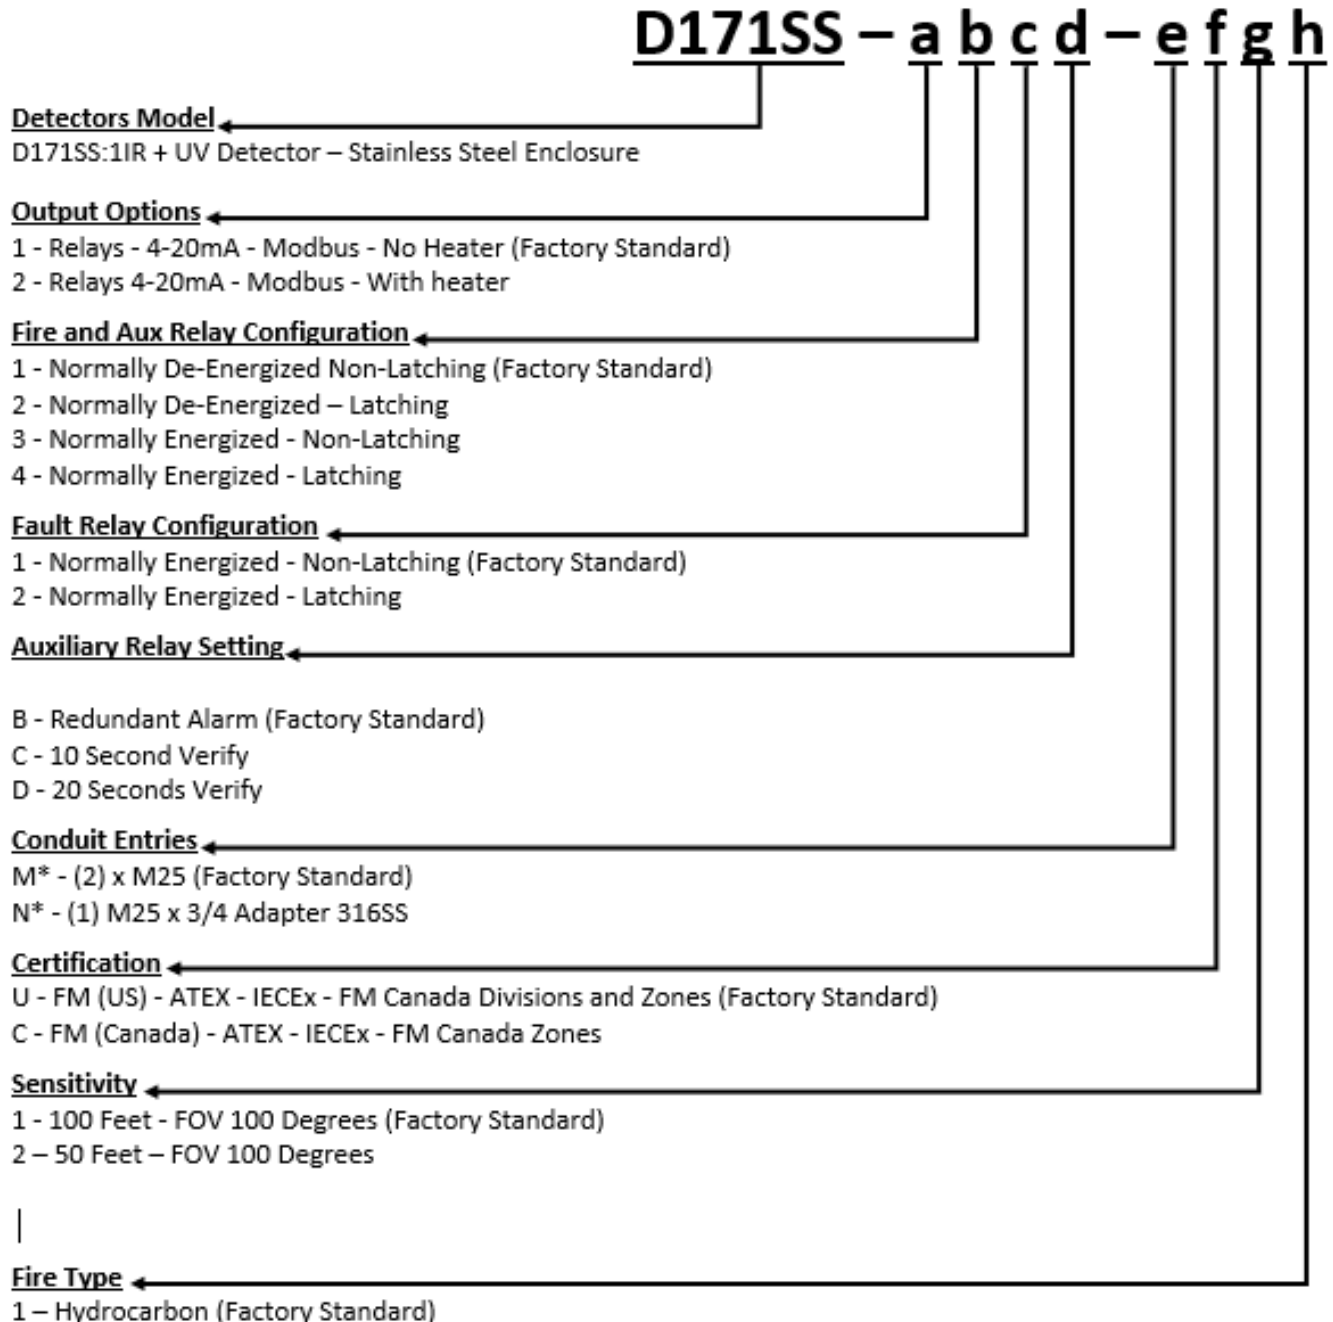 D171SS – a b c d – e f g h
Detectors Model
D171SS:1IR + UV Detector – Stainless Steel Enclosure
Output Options
1 - Relays - 4-20mA - Modbus - No Heater (Factory Standard)
2 - Relays 4-20mA - Modbus - With heater
Fire and Aux Relay Configuration
1 - Normally De-Energized Non-Latching (Factory Standard)
2 - Normally De-Energized – Latching
3 - Normally Energized - Non-Latching
4 - Normally Energized - Latching
Fault Relay Configuration
1 - Normally Energized - Non-Latching (Factory Standard)
2 - Normally Energized - Latching
Auxiliary Relay Setting
B - Redundant Alarm (Factory Standard)
C - 10 Second Verify
D - 20 Seconds Verify
Conduit Entries
M* - (2) x M25 (Factory Standard)
N* - (1) M25 x 3/4 Adapter 316SS
Certification
U - FM (US) - ATEX - IECEx - FM Canada Divisions and Zones (Factory Standard)
C - FM (Canada) - ATEX - IECEx - FM Canada Zones
Sensitivity
1 - 100 Feet - FOV 100 Degrees (Factory Standard)
2 – 50 Feet – FOV 100 Degrees
Fire Type
1 – Hydrocarbon (Factory Standard)